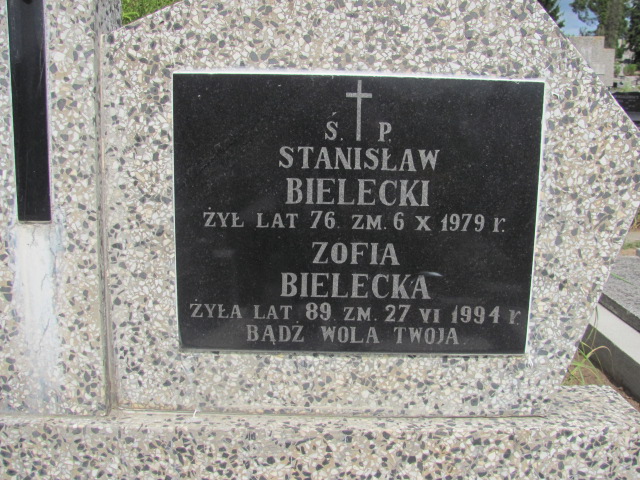 Ś. P.
STANISŁAW
BIELECKI
ŻYŁ LAT 76. ZM. 6 X 1979 r.
ZOFIA
BIELECKA
ŻYŁA LAT 89. ZM. 27 VI 1994 r.
BĄDŹ WOLA TWOJA.